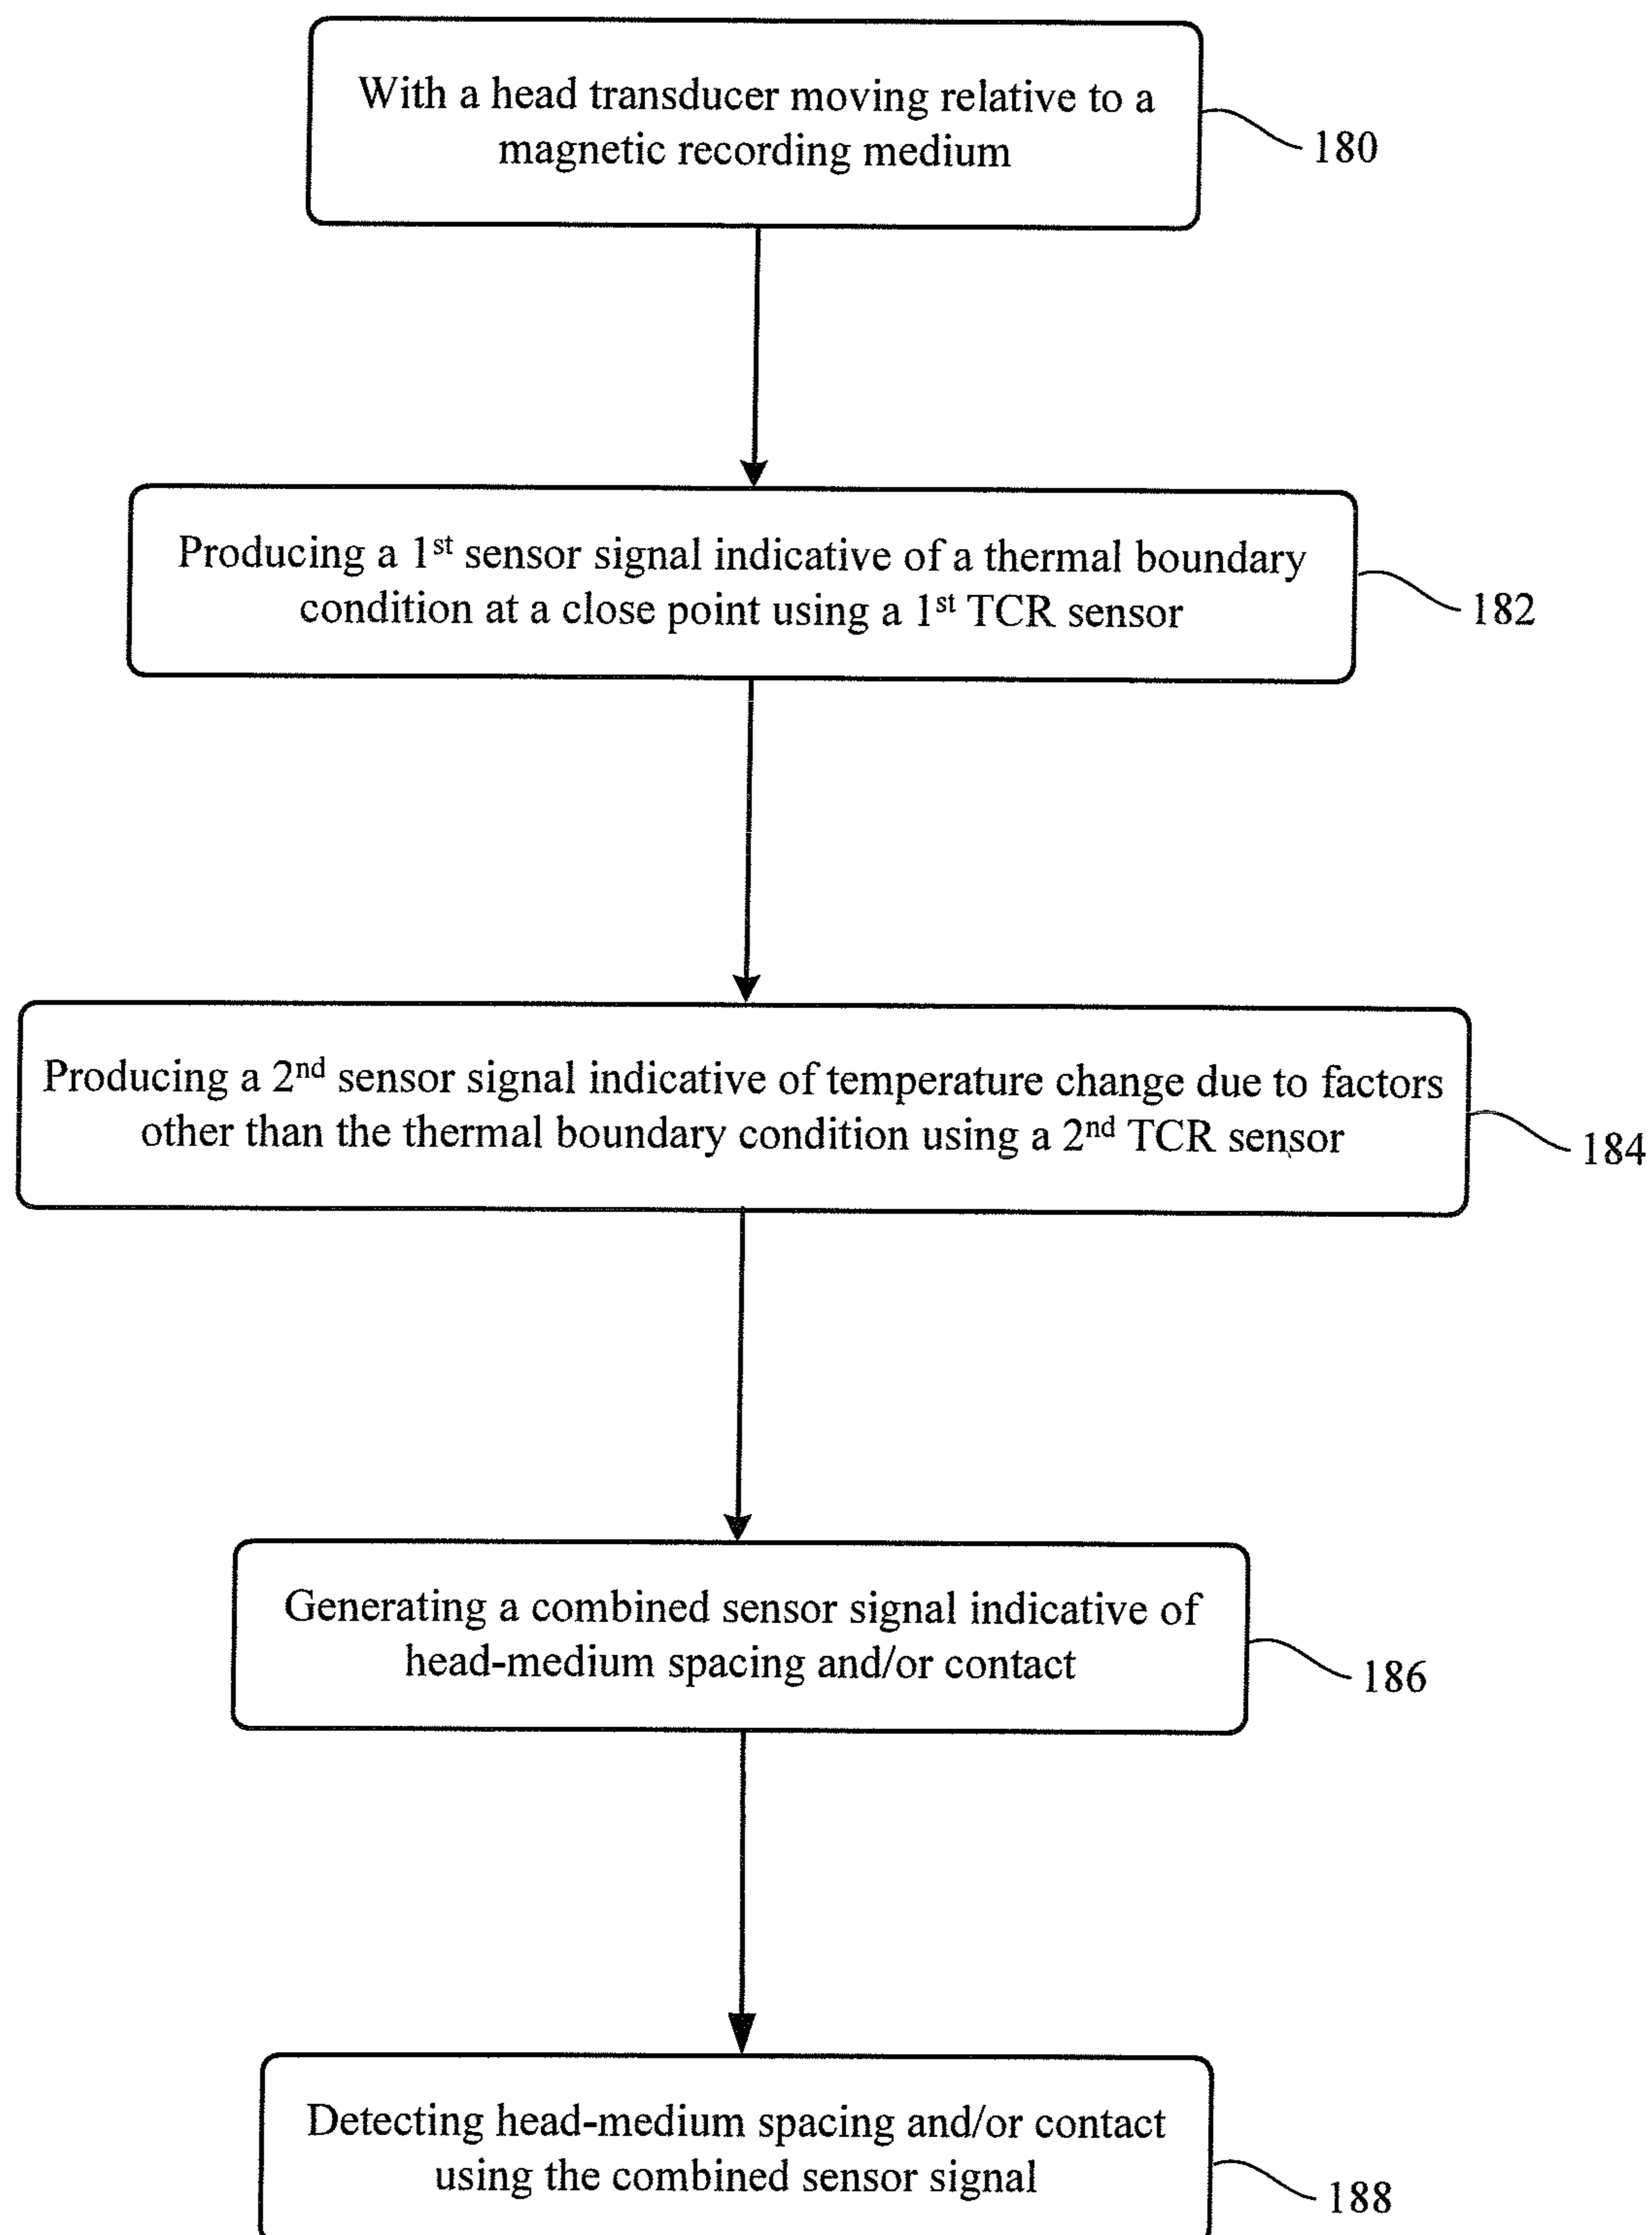 With a head transducer moving relative to a
magnetic recording medium
180
Producing a 1st sensor signal indicative of a thermal boundary
condition at a close point using a 1st TCR sensor
182
Producing a 2nd sensor signal indicative of temperature change due to factors
other than the thermal boundary condition using a 2nd TCR sensor
184
Generating a combined sensor signal indicative of
head-medium spacing and/or contact
186
Detecting head-medium spacing and/or contact
using the combined sensor signal
188